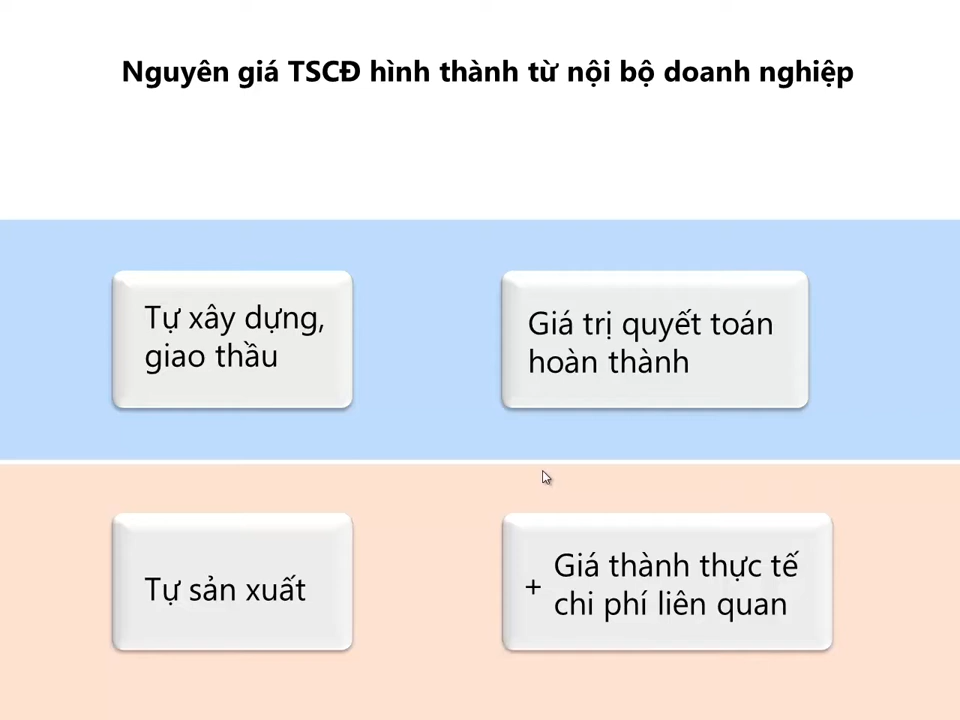 Nguyên giá TSCĐ hình thành từ nội bộ doanh nghiệp
Tự xây dựng,
giao thầu
Giá trị quyết toán
hoàn thành
Tự sản xuất
Giá thành thực tế
+ chi phí liên quan